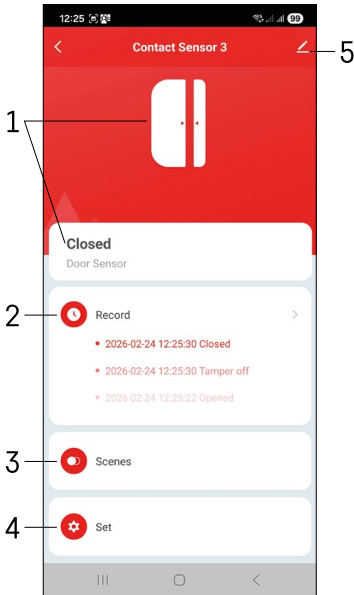 12:25
99
Contact Sensor 3
5
1
Closed
Door Sensor
2
Record
2026-02-24 12:25:30 Closed
2026-02-24 12:25:30 Tamper off
2026-02-24 12:25:22 Opened
3
Scenes
4
Set